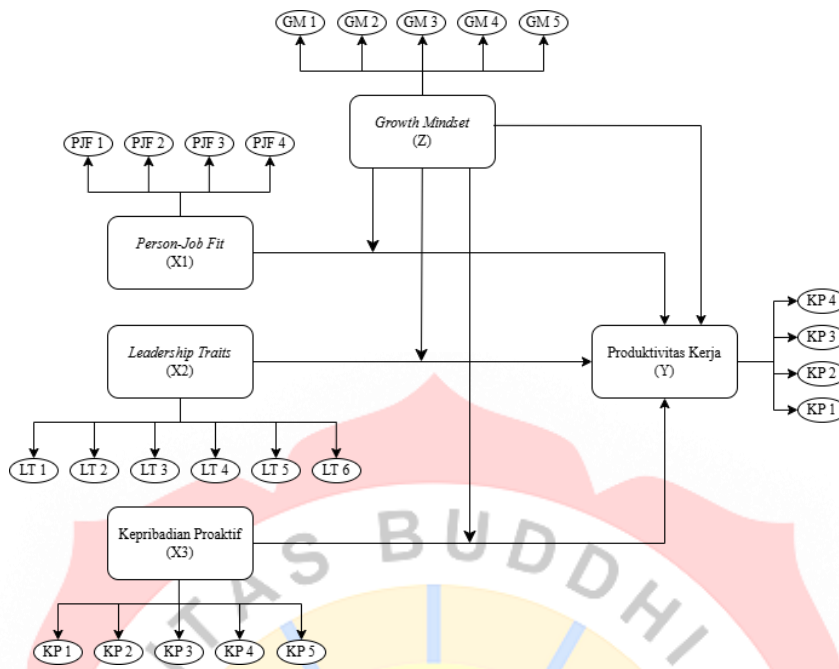 GM 1 GM 2 GM 3 GM 4 GM 5
Growth Mindset
(Z)
PJF 1 PJF 2 PJF 3 PJF 4
Person-Job Fit
(X1)
Leadership Traits
(X2)
Produktivitas Kerja
(Y)
KP 4
KP 3
KP 2
KP 1
LT 1 LT 2 LT 3 LT 4 LT 5 LT 6
Kepribadian Proaktif
(X3)
KP 1 KP 2 KP 3 KP 4 KP 5
ITAS BUDDHI